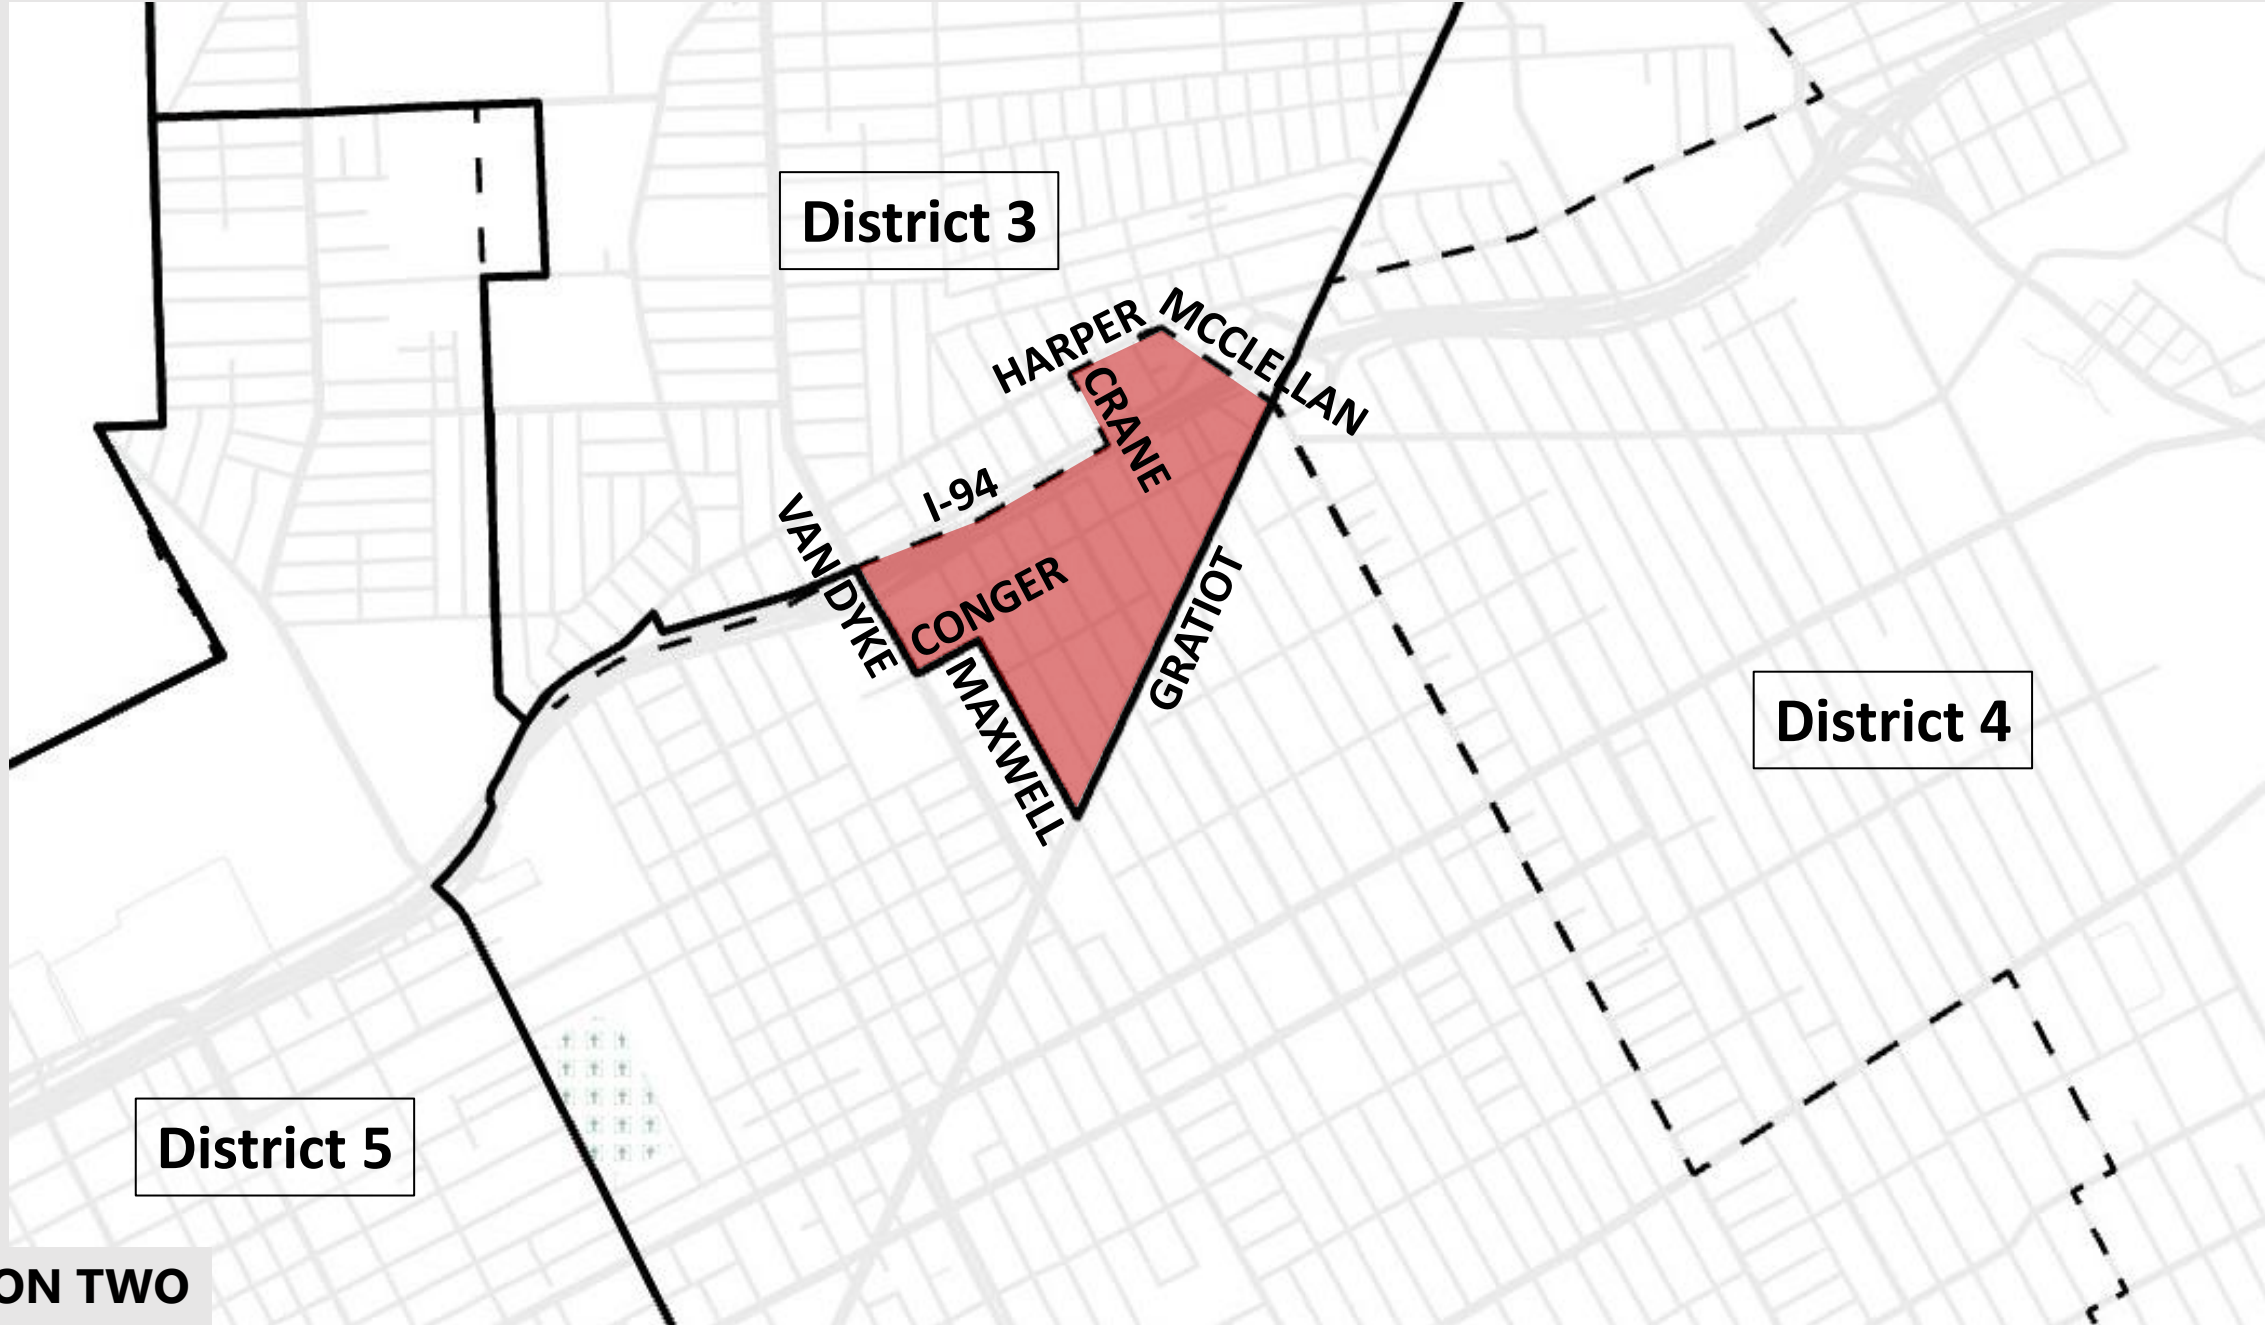 District 3
HARPER
MCCLELLAN
CRANE
I-94
VAN DYKE
CONGER
MAXWELL
GRATIOT
District 4
District 5
ON TWO